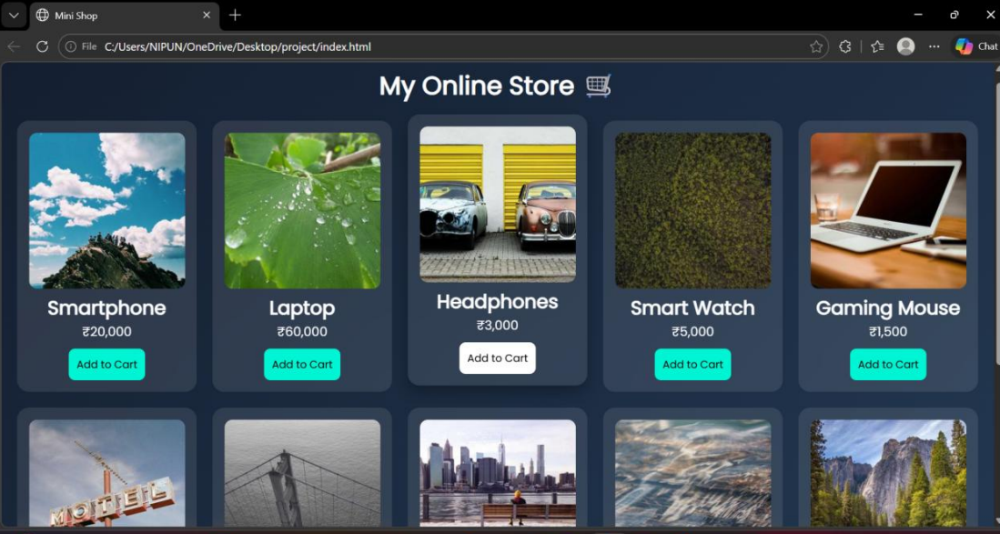 Mini Shop
File C:/Users/NIPUN/OneDrive/Desktop/project/index.html
Chat
My Online Store
Smartphone
₹20,000
Add to Cart
Laptop
₹60,000
Add to Cart
Headphones
₹3,000
Add to Cart
Smart Watch
₹5,000
Add to Cart
Gaming Mouse
₹1,500
Add to Cart
MOTEL